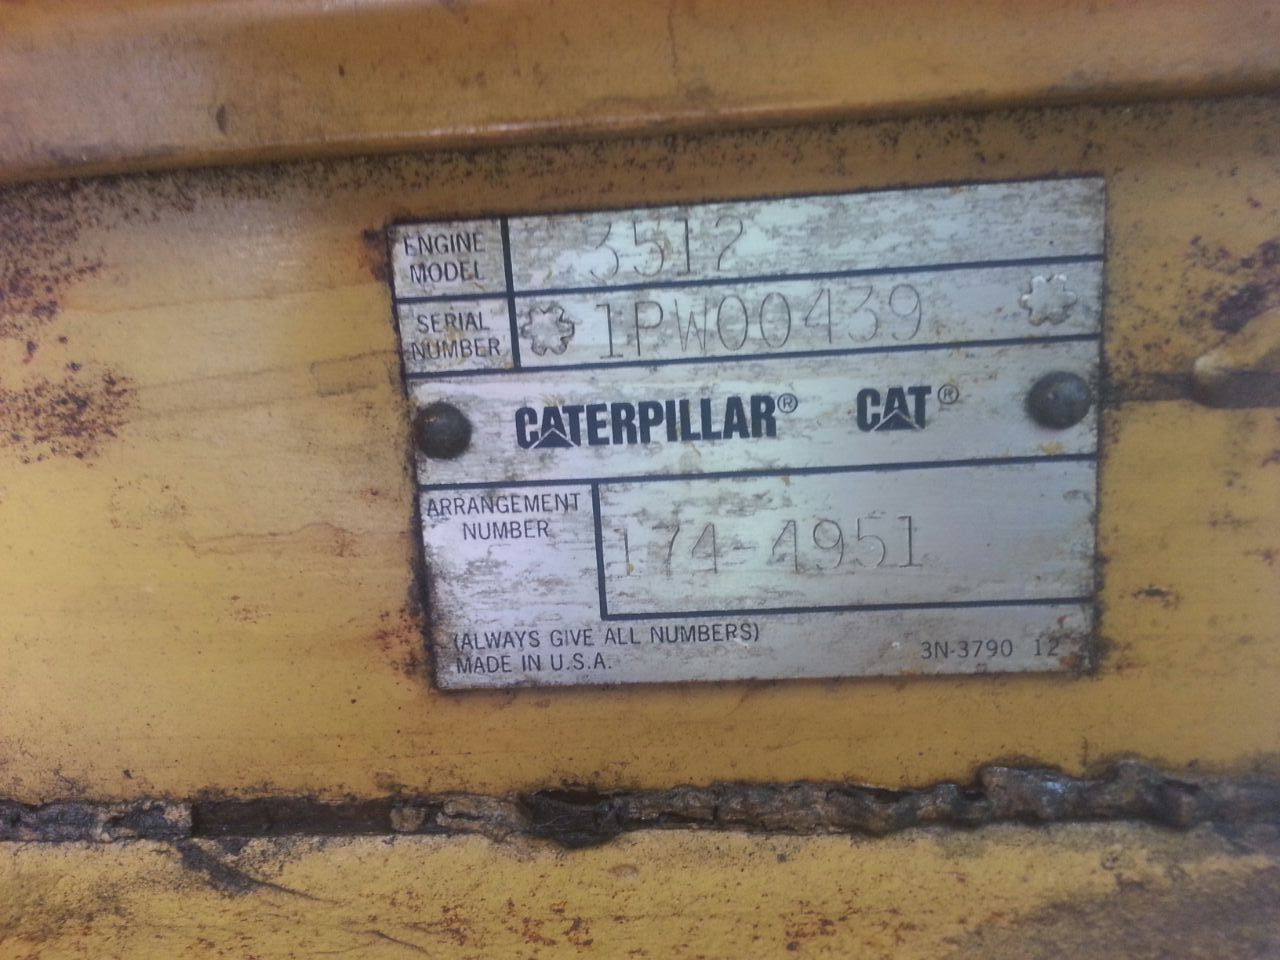 ENGINE MODEL 3512
SERIAL NUMBER 1PW00439
CATERPILLAR® CAT®
ARRANGEMENT NUMBER 174-4951
(ALWAYS GIVE ALL NUMBERS)
MADE IN U.S.A. 3N-3790 12